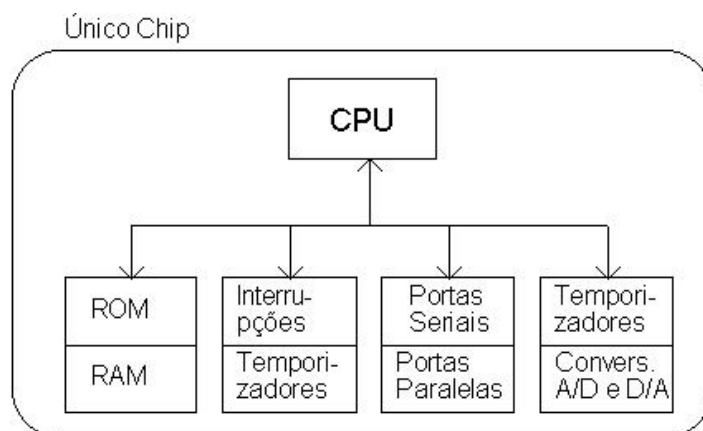 Único Chip
CPU
ROM
RAM
Interru-
pções
Tempori-
zadores
Portas
Seriais
Portas
Paralelas
Tempori-
zadores
Convers.
A/D e D/A